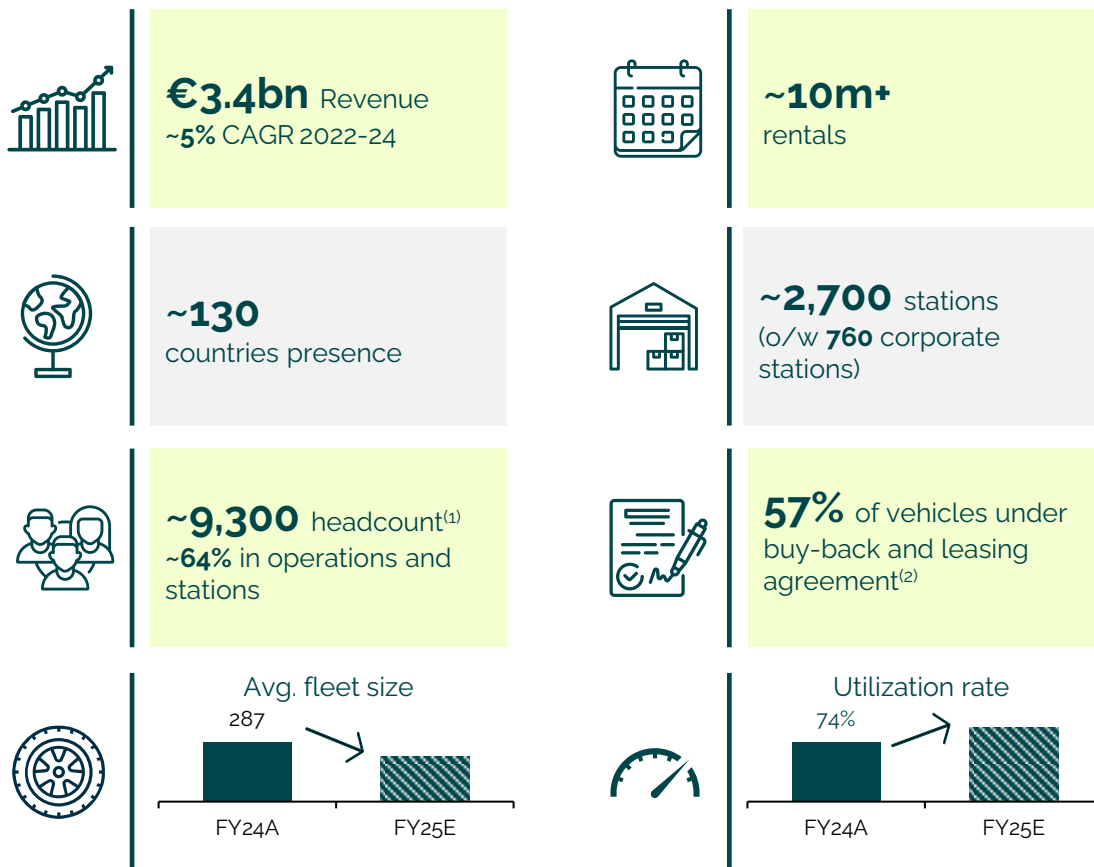 €3.4bn Revenue
~5% CAGR 2022-24
~10m+
rentals
~130
countries presence
~2,700 stations
(o/w 760 corporate
stations)
~9,300 headcount(1)
~64% in operations and
stations
57% of vehicles under
buy-back and leasing
agreement(2)
Avg. fleet size
287
FY24A FY25E
Utilization rate
74%
FY24A FY25E